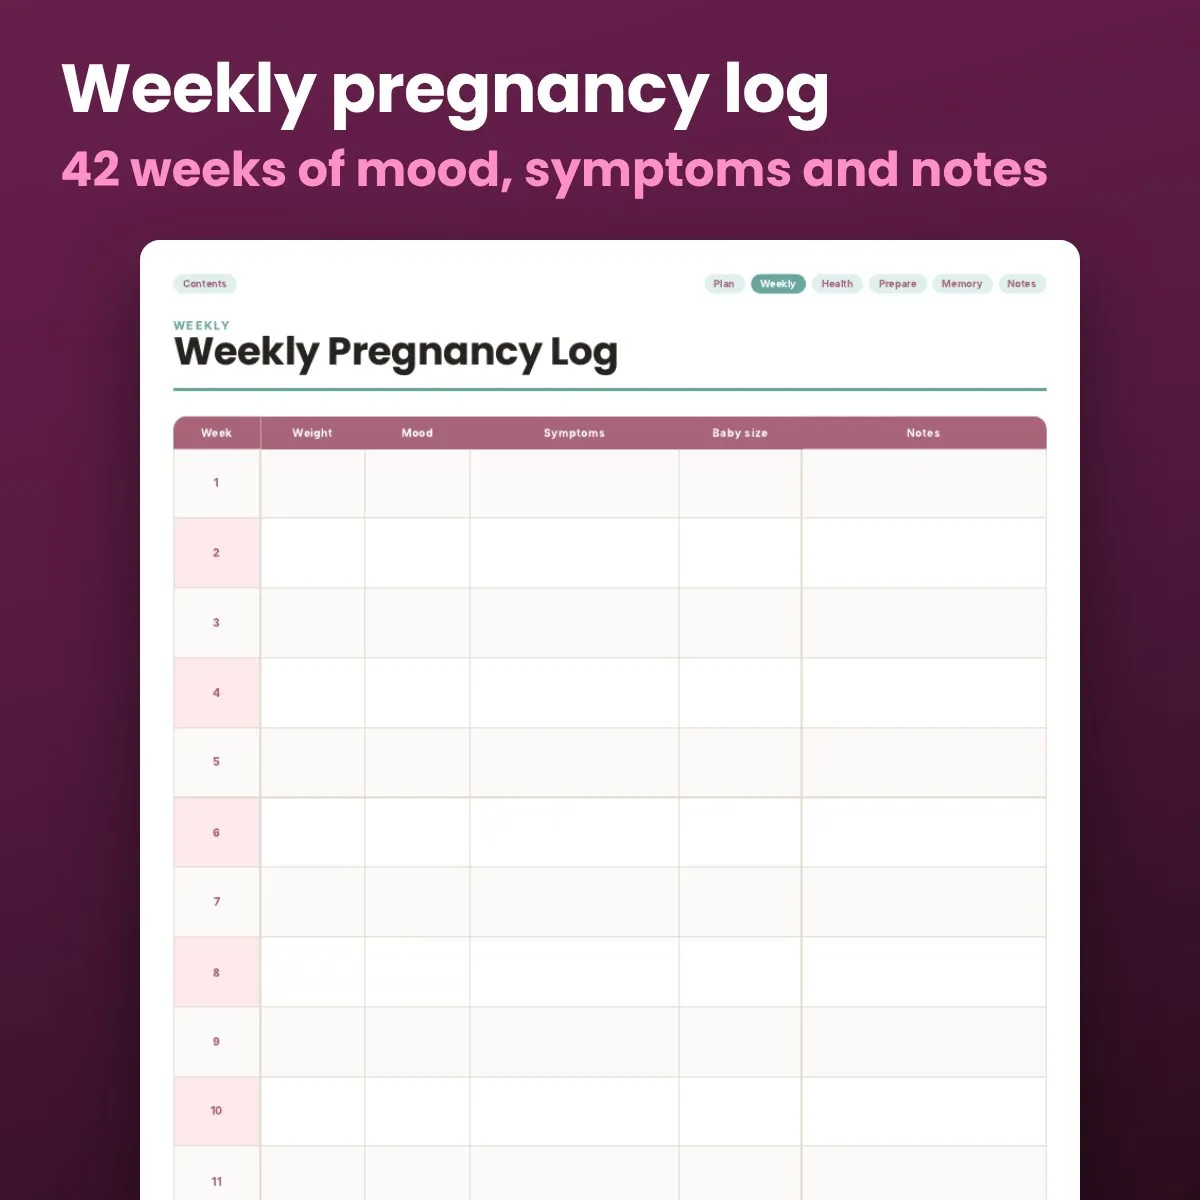 Weekly pregnancy log
42 weeks of mood, symptoms and notes
Contents Plan Weekly Health Prepare Memory Notes
WEEKLY
Weekly Pregnancy Log
Week Weight Mood Symptoms Baby size Notes
1
2
3
4
5
6
7
8
9
10
11